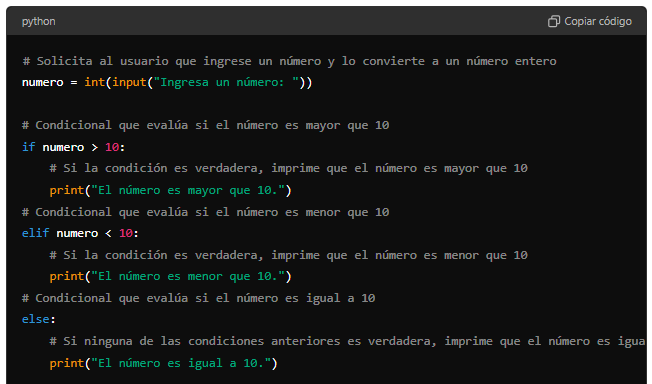 python
Copiar código
# Solicita al usuario que ingrese un número y lo convierte a un número entero
numero = int(input("Ingresa un número: "))
# Condicional que evalúa si el número es mayor que 10
if numero > 10:
    # Si la condición es verdadera, imprime que el número es mayor que 10
    print("El número es mayor que 10.")
# Condicional que evalúa si el número es menor que 10
elif numero < 10:
    # Si la condición es verdadera, imprime que el número es menor que 10
    print("El número es menor que 10.")
# Condicional que evalúa si el número es igual a 10
else:
    # Si ninguna de las condiciones anteriores es verdadera, imprime que el número es igua
    print("El número es igual a 10.")